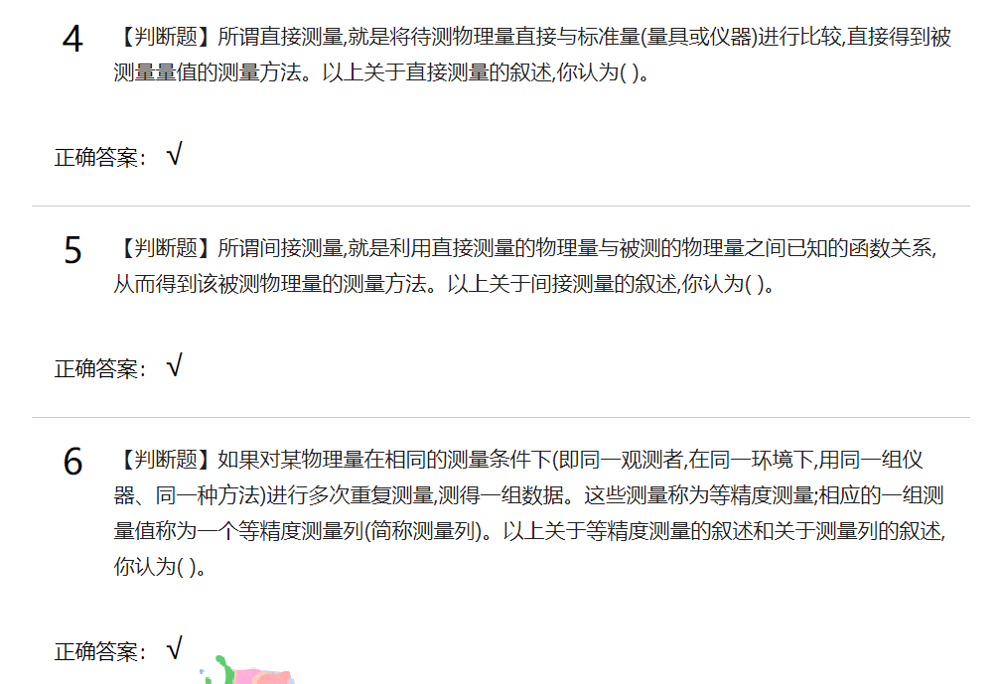 4 【判断题】所谓直接测量,就是将待测物理量直接与标准量(量具或仪器)进行比较,直接得到被
测量量值的测量方法。以上关于直接测量的叙述,你认为( )。
正确答案： √
5 【判断题】所谓间接测量,就是利用直接测量的物理量与被测的物理量之间已知的函数关系,
从而得到该被测物理量的测量方法。以上关于间接测量的叙述,你认为( )。
正确答案： √
6 【判断题】如果对某物理量在相同的测量条件下(即同一观测者,在同一环境下,用同一组仪
器、同一种方法)进行多次重复测量,测得一组数据。这些测量称为等精度测量;相应的一组测
量值称为一个等精度测量列(简称测量列)。以上关于等精度测量的叙述和关于测量列的叙述,
你认为( )。
正确答案： √